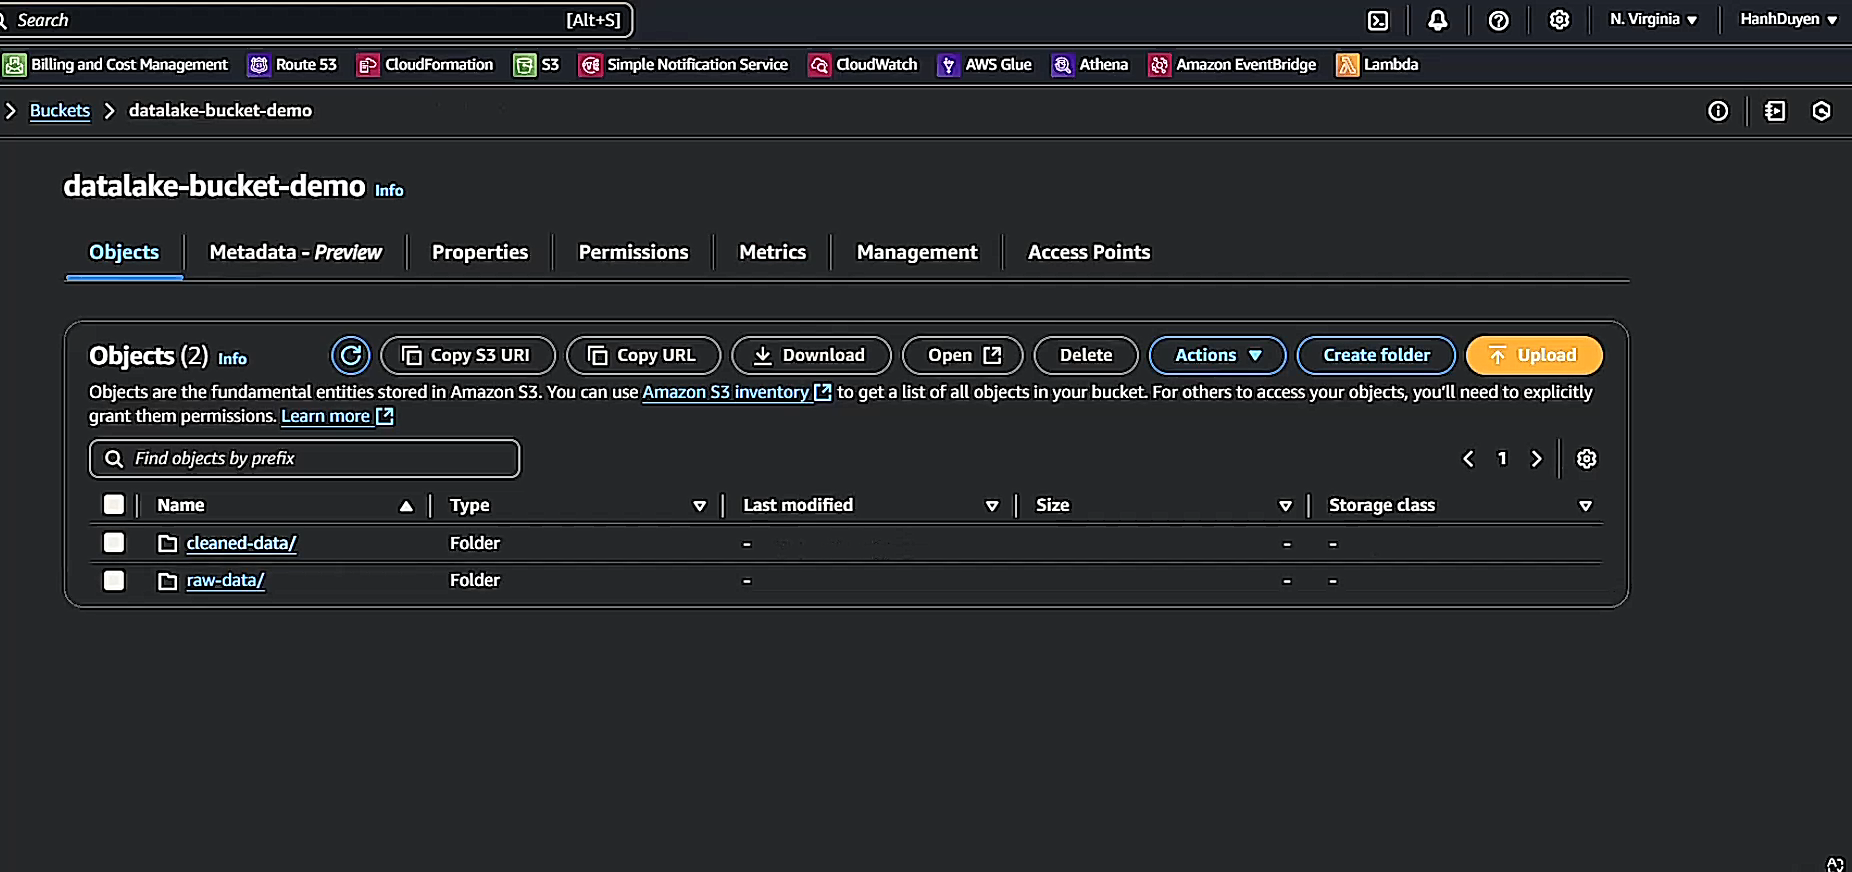 Search [Alt+S] N. Virginia HanhDuyen
Billing and Cost Management Route 53 CloudFormation S3 Simple Notification Service CloudWatch AWS Glue Athena Amazon EventBridge Lambda
Buckets datalake-bucket-demo
datalake-bucket-demo Info
Objects Metadata - Preview Properties Permissions Metrics Management Access Points
Objects (2) Info Copy S3 URI Copy URL Download Open Delete Actions Create folder Upload
Objects are the fundamental entities stored in Amazon S3. You can use Amazon S3 inventory to get a list of all objects in your bucket. For others to access your objects, you'll need to explicitly
grant them permissions. Learn more
Find objects by prefix 1
Name Type Last modified Size Storage class
cleaned-data/ Folder - - -
raw-data/ Folder - - -